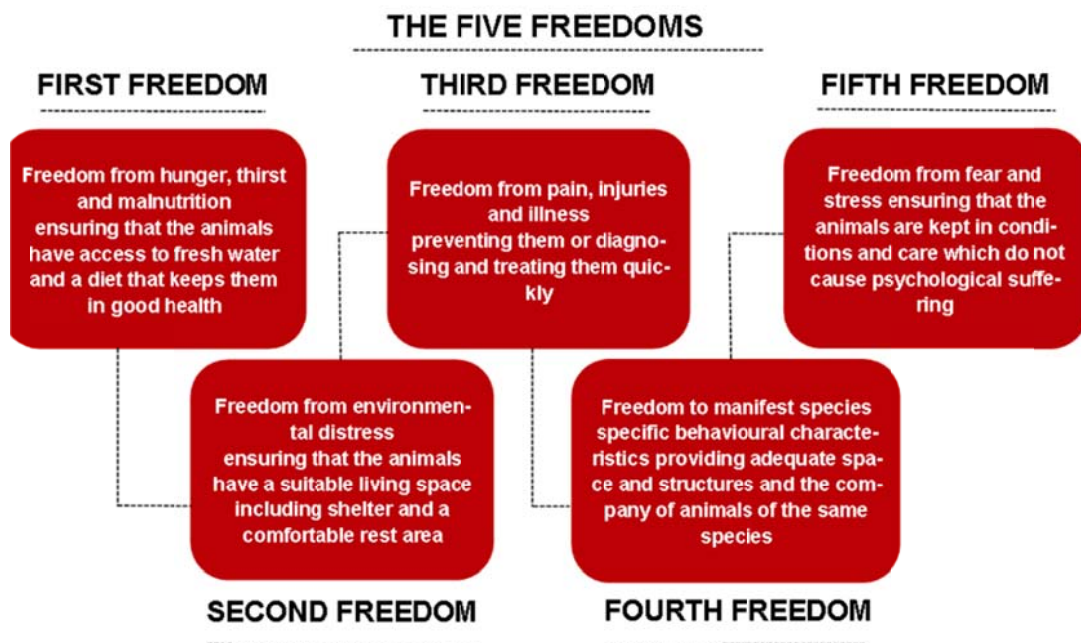 THE FIVE FREEDOMS
FIRST FREEDOM
Freedom from hunger, thirst
and malnutrition
ensuring that the animals
have access to fresh water
and a diet that keeps them
in good health
SECOND FREEDOM
Freedom from environmen-
tal distress
ensuring that the animals
have a suitable living space
including shelter and a
comfortable rest area
THIRD FREEDOM
Freedom from pain, injuries
and illness
preventing them or diagno-
sing and treating them quic-
kly
FOURTH FREEDOM
Freedom to manifest species
specific behavioural characte-
ristics providing adequate spa-
ce and structures and the com-
pany of animals of the same
species
FIFTH FREEDOM
Freedom from fear and
stress ensuring that the
animals are kept in condi-
tions and care which do not
cause psychological suffe-
ring